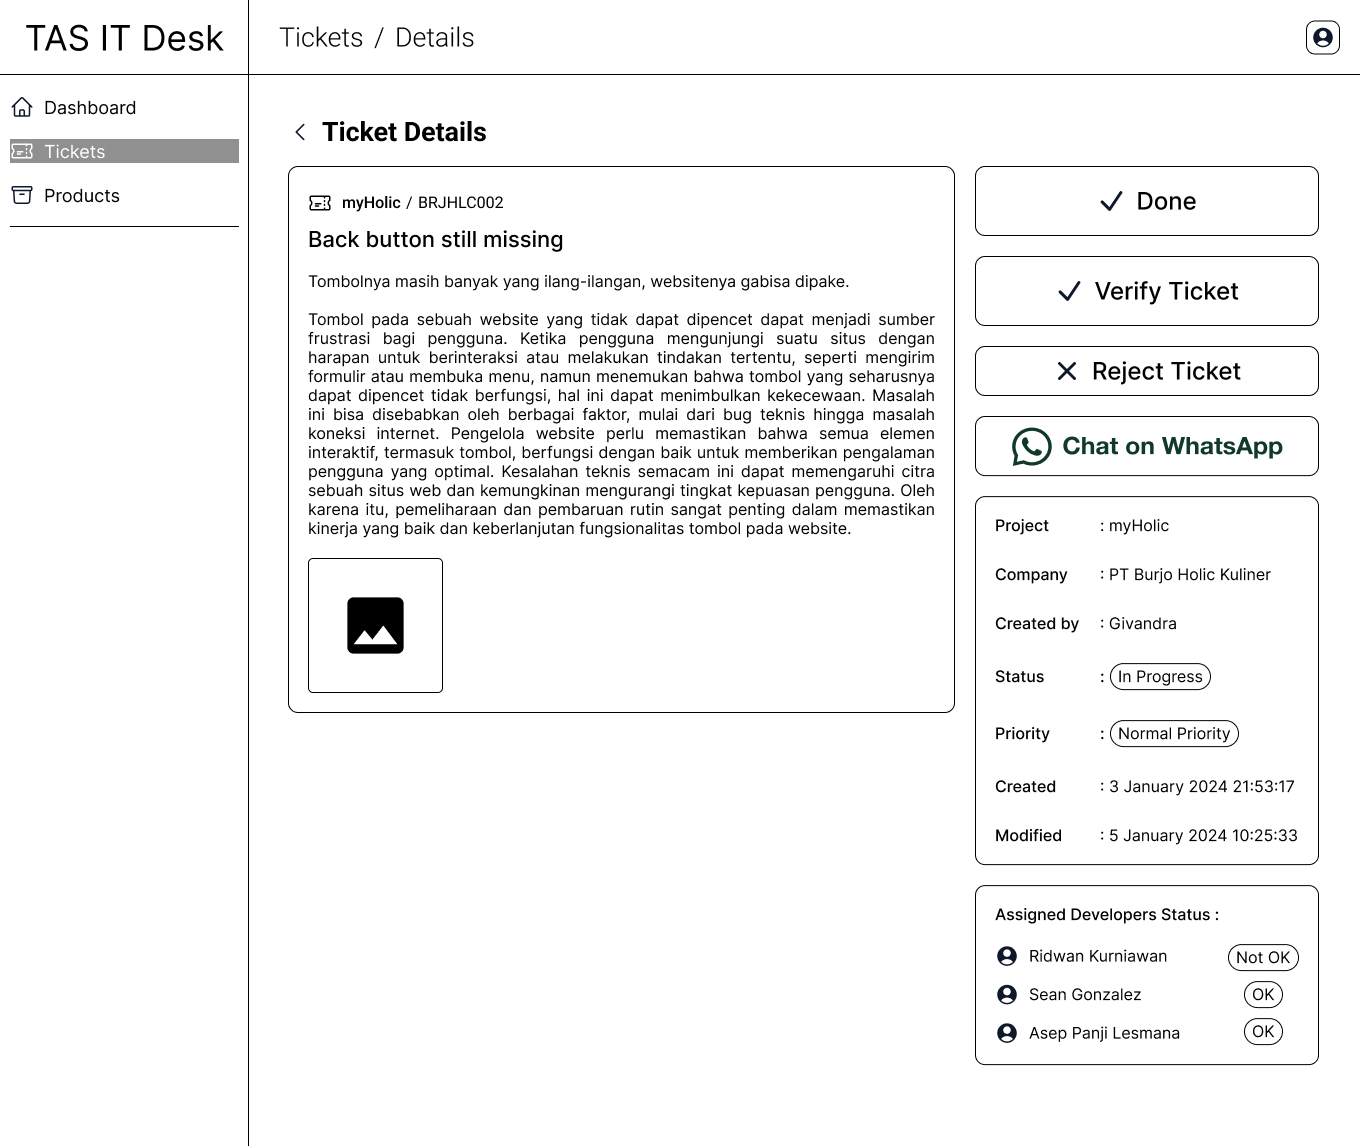 TAS IT Desk
Tickets / Details
Dashboard
Tickets
Products
Ticket Details
myHolic / BRJHLC002
Back button still missing
Tombolnya masih banyak yang ilang-ilangan, websitenya gabisa dipake.
Tombol pada sebuah website yang tidak dapat dipencet dapat menjadi sumber
frustrasi bagi pengguna. Ketika pengguna mengunjungi suatu situs dengan
harapan untuk berinteraksi atau melakukan tindakan tertentu, seperti mengirim
formulir atau membuka menu, namun menemukan bahwa tombol yang seharusnya
dapat dipencet tidak berfungsi, hal ini dapat menimbulkan kekecewaan. Masalah
ini bisa disebabkan oleh berbagai faktor, mulai dari bug teknis hingga masalah
koneksi internet. Pengelola website perlu memastikan bahwa semua elemen
interaktif, termasuk tombol, berfungsi dengan baik untuk memberikan pengalaman
pengguna yang optimal. Kesalahan teknis semacam ini dapat memengaruhi citra
sebuah situs web dan kemungkinan mengurangi tingkat kepuasan pengguna. Oleh
karena itu, pemeliharaan dan pembaruan rutin sangat penting dalam memastikan
kinerja yang baik dan keberlanjutan fungsionalitas tombol pada website.
Done
Verify Ticket
Reject Ticket
Chat on WhatsApp
Project : myHolic
Company : PT Burjo Holic Kuliner
Created by : Givandra
Status : In Progress
Priority : Normal Priority
Created : 3 January 2024 21:53:17
Modified : 5 January 2024 10:25:33
Assigned Developers Status :
Ridwan Kurniawan Not OK
Sean Gonzalez OK
Asep Panji Lesmana OK